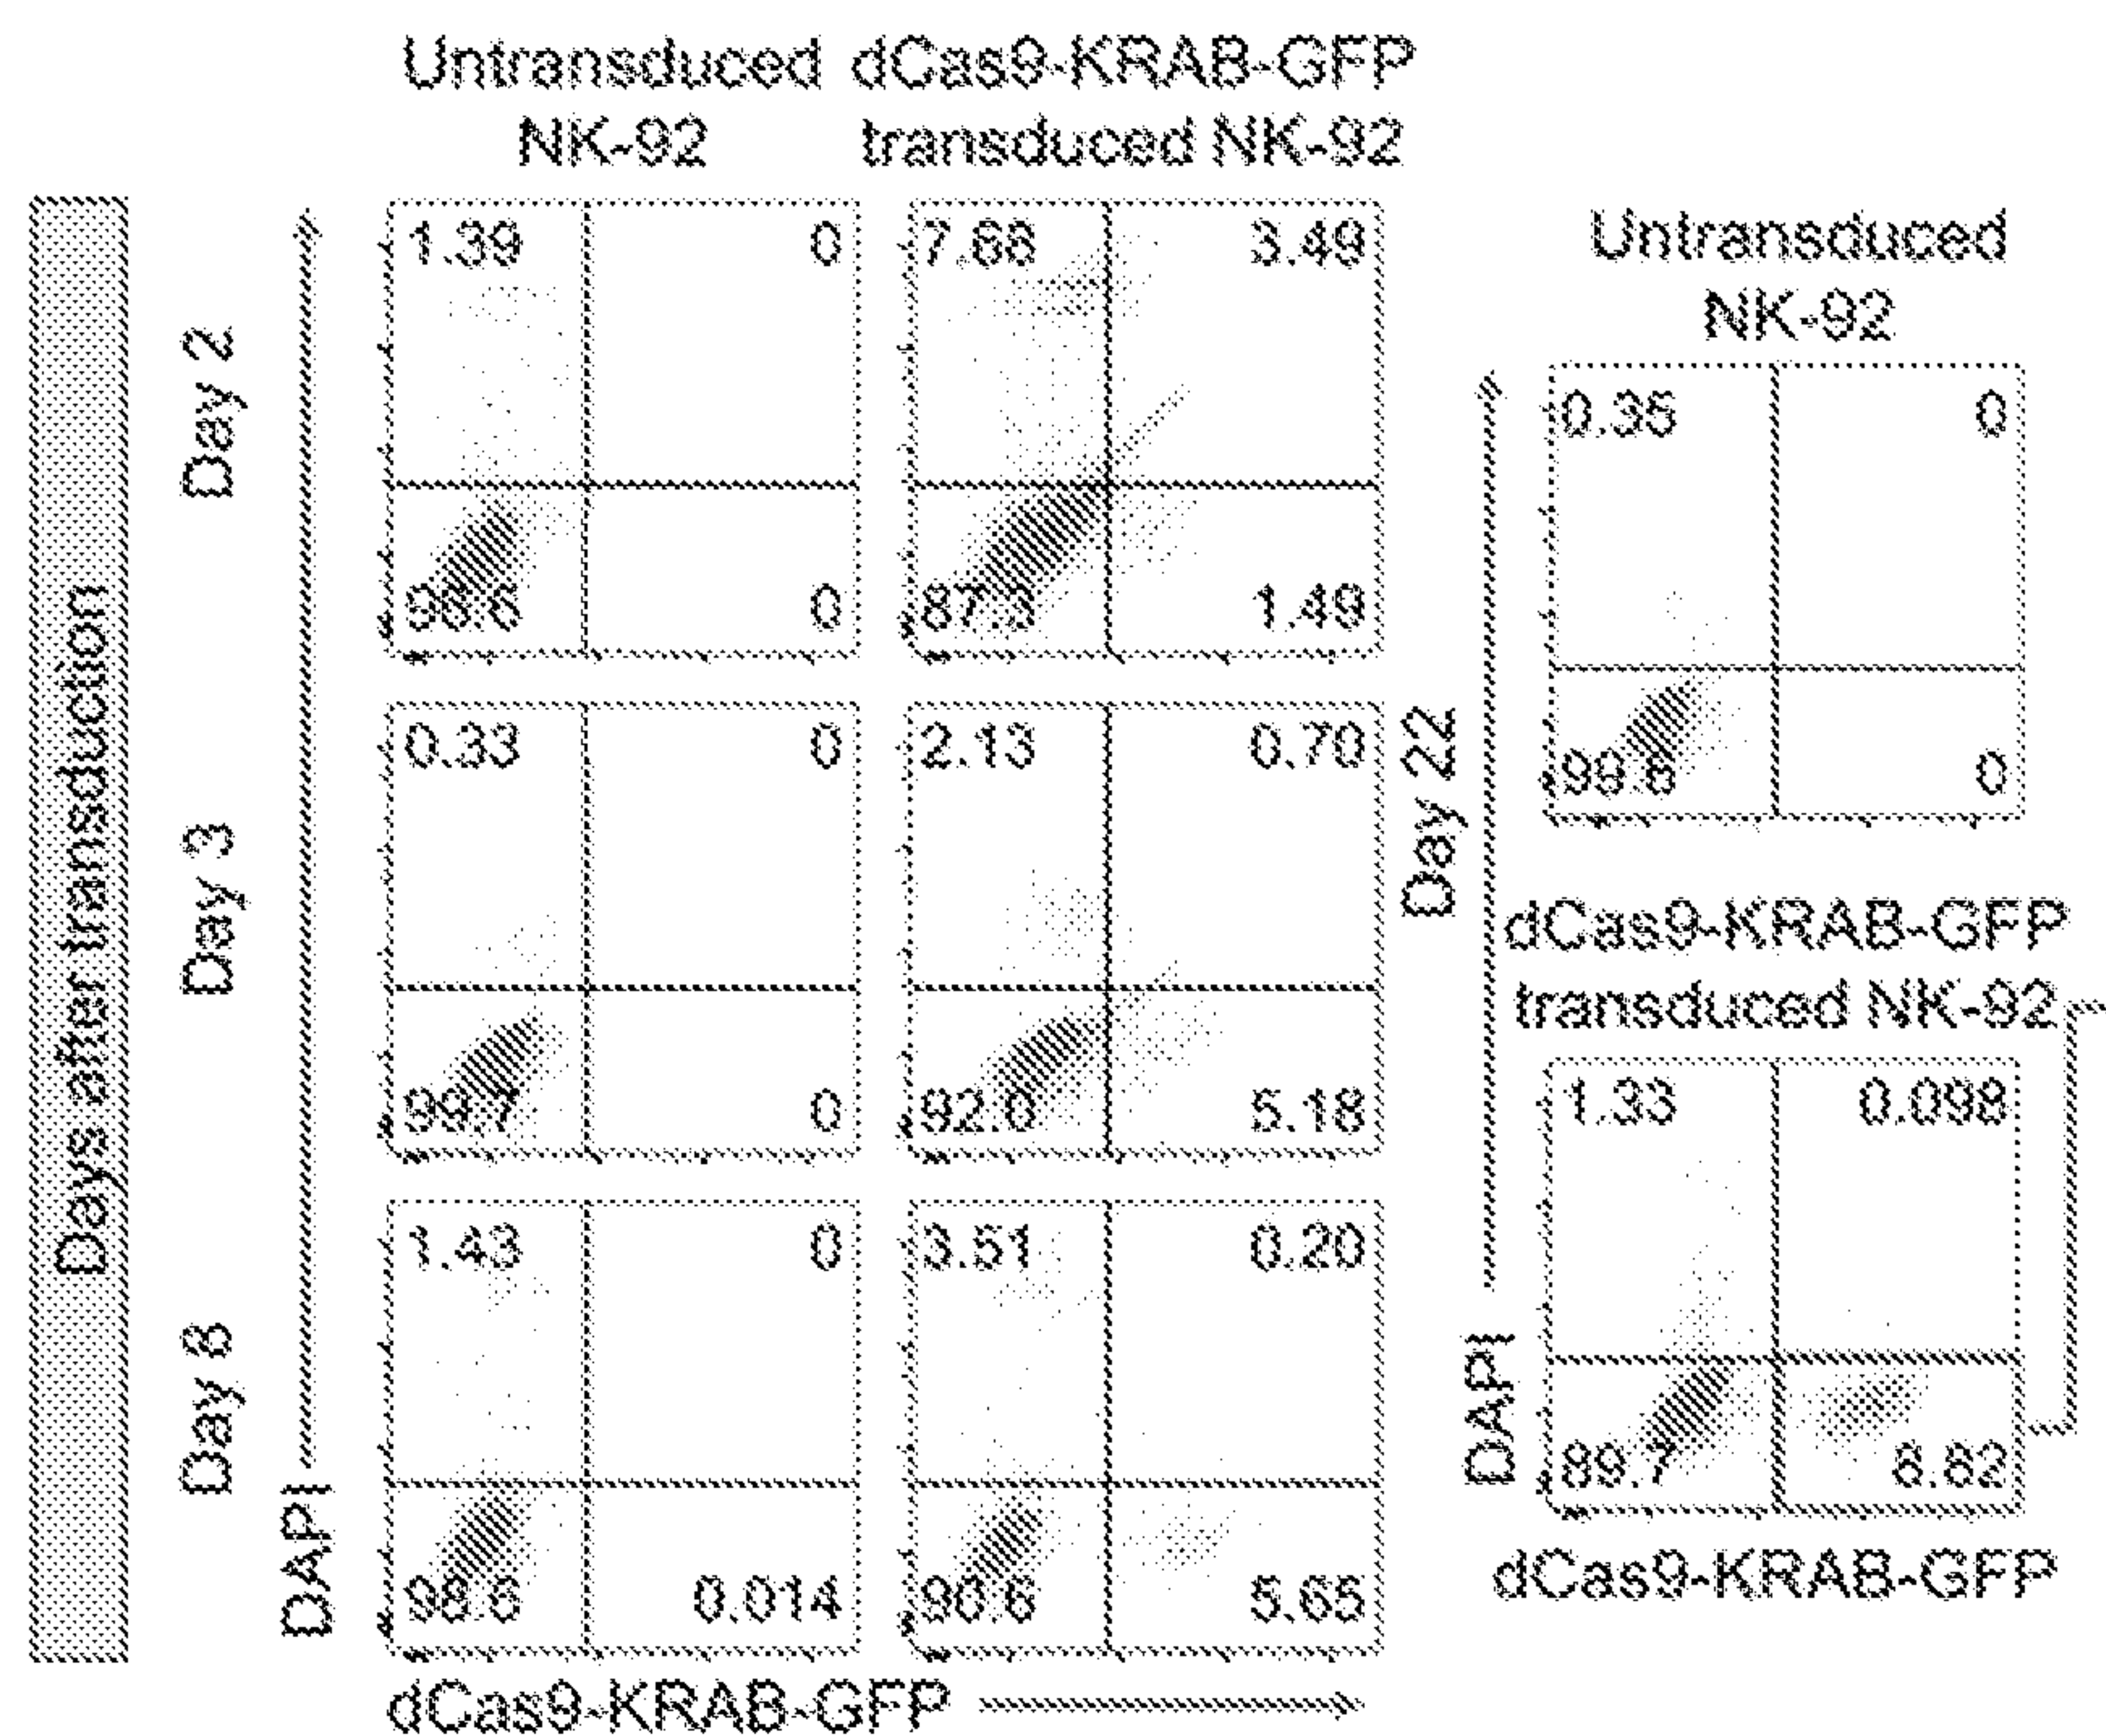 Untransduced dCas9-KRAB-GFP
NK-92 transduced NK-92
Days after transduction
Day 2
1.39 0
98.6 0
7.68 3.49
87.3 1.49
Day 3
0.33 0
99.7 0
2.13 0.70
92.0 5.18
Day 8
1.43 0
98.6 0.014
3.51 0.20
90.6 5.65
DAPI
dCas9-KRAB-GFP
Day 22
Untransduced
NK-92
0.35 0
99.6 0
dCas9-KRAB-GFP
transduced NK-92
1.33 0.098
89.7 8.82
DAPI
dCas9-KRAB-GFP